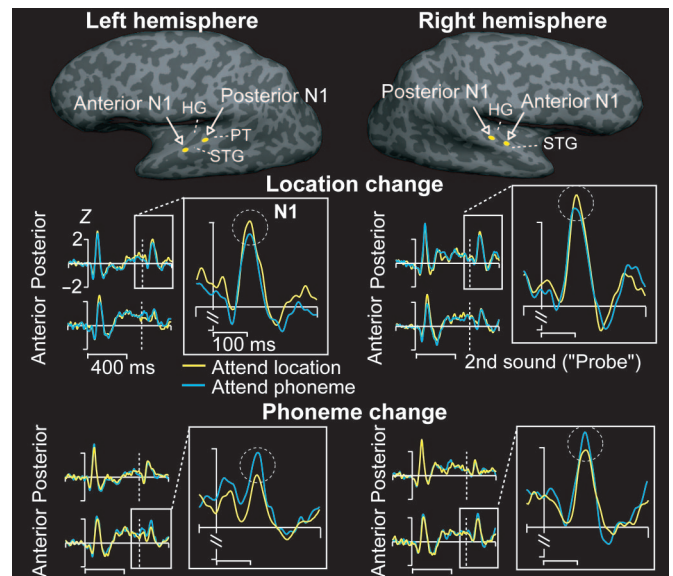 Left hemisphere
Right hemisphere
Anterior N1
HG
Posterior N1
PT
STG
Posterior N1
HG
Anterior N1
STG
Location change
Posterior
Anterior
Z
2
−2
N1
100 ms
400 ms
Attend location
Attend phoneme
Posterior
Anterior
2nd sound ("Probe")
Phoneme change
Posterior
Anterior
Posterior
Anterior